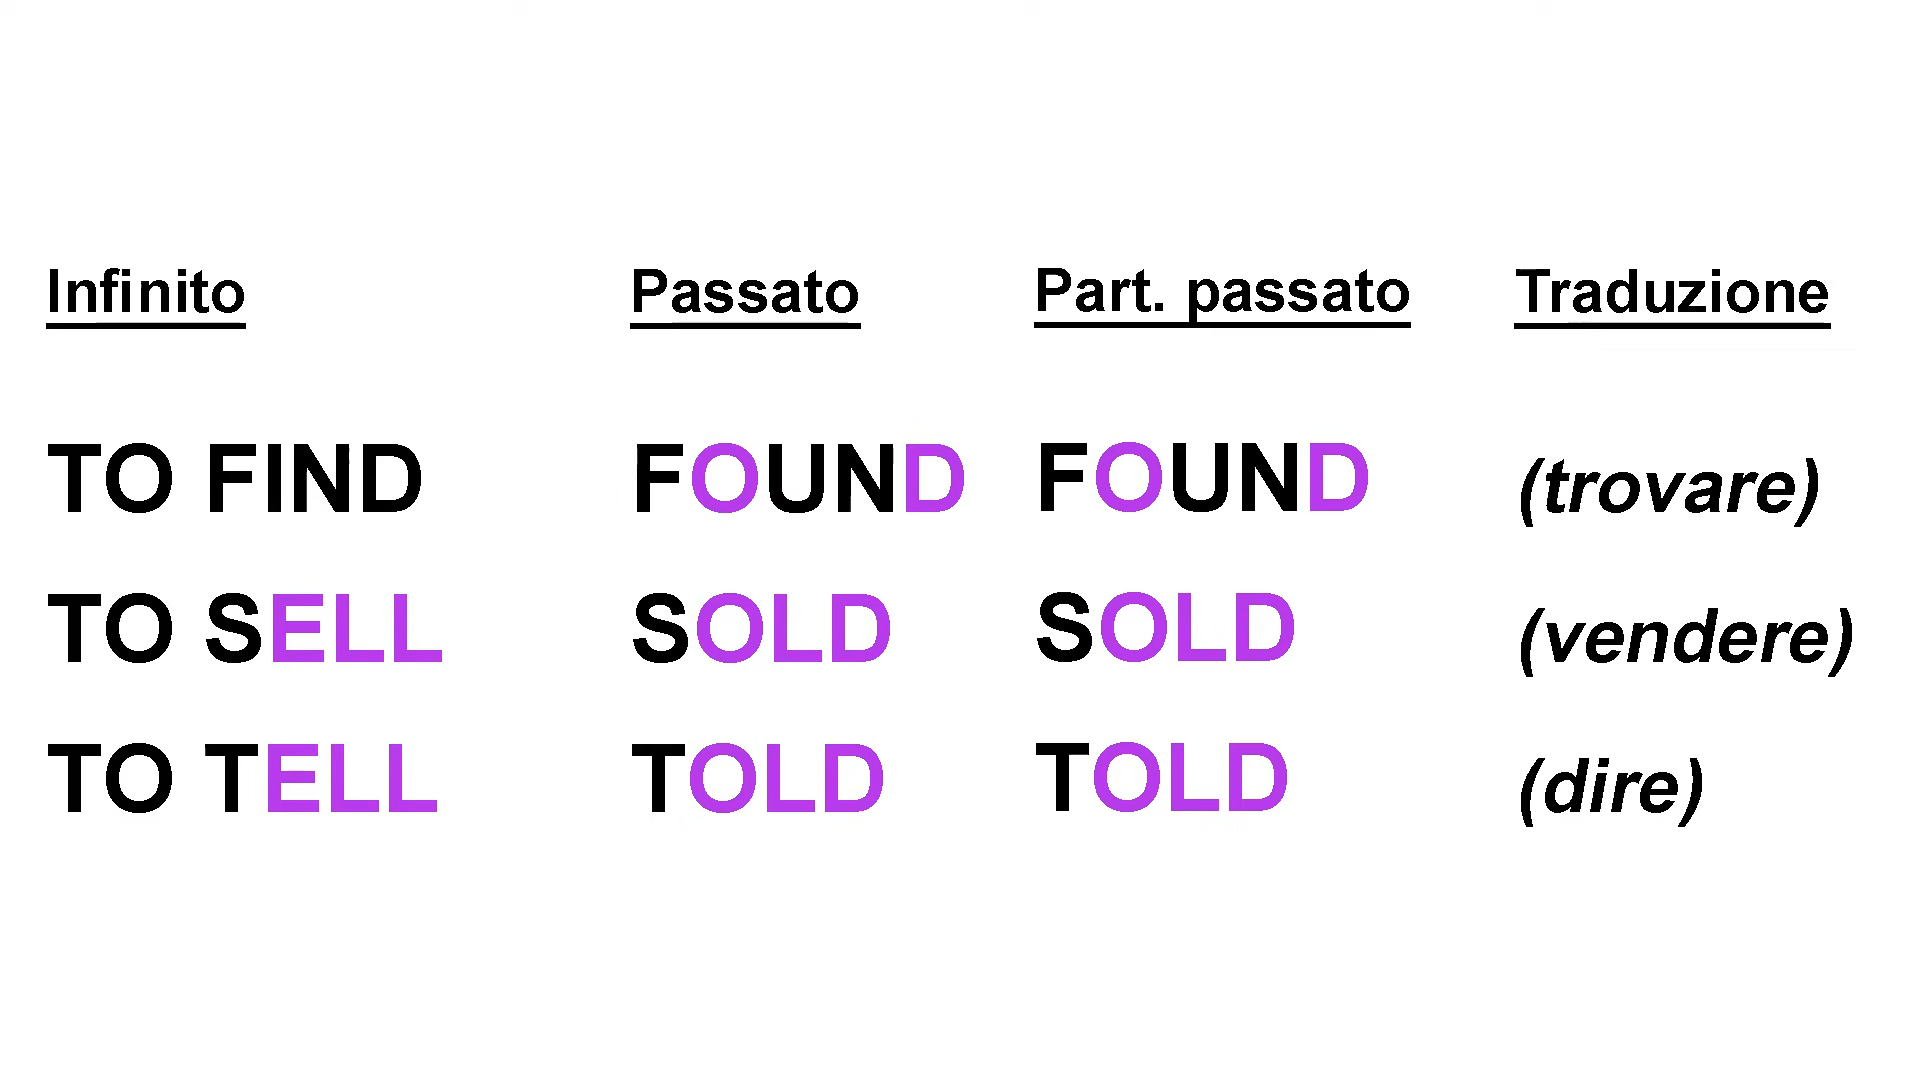 Infinito Passato Part. passato Traduzione
TO FIND FOUND FOUND (trovare)
TO SELL SOLD SOLD (vendere)
TO TELL TOLD TOLD (dire)